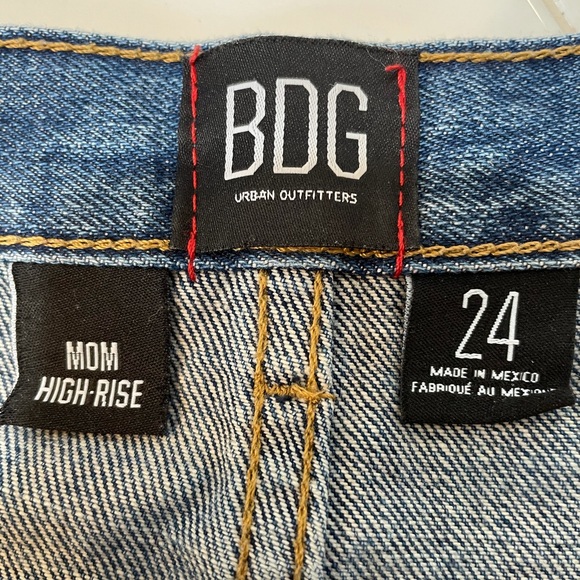 BDG
URBAN OUTFITTERS
MOM
HIGH-RISE
24
MADE IN MEXICO
FABRIQUÉ AU MEXIQUE